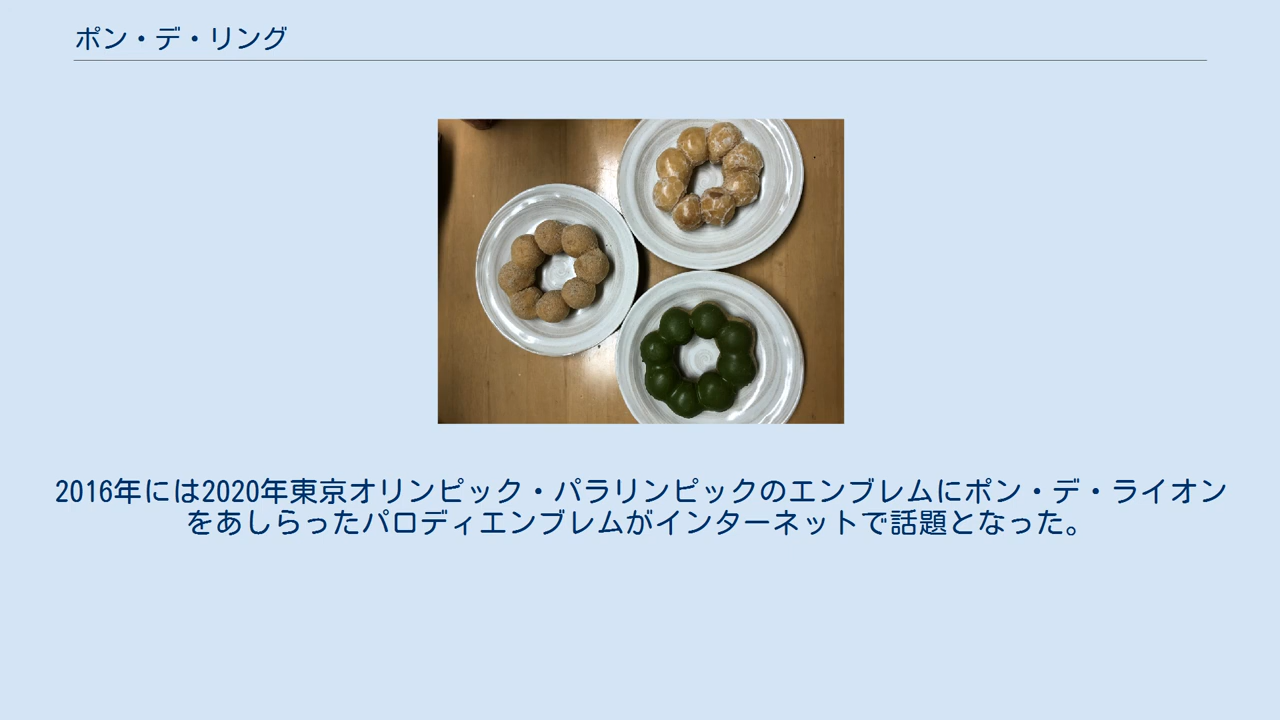 ポン・デ・リング
2016年には2020年東京オリンピック・パラリンピックのエンブレムにポン・デ・ライオン
をあしらったパロディエンブレムがインターネットで話題となった。